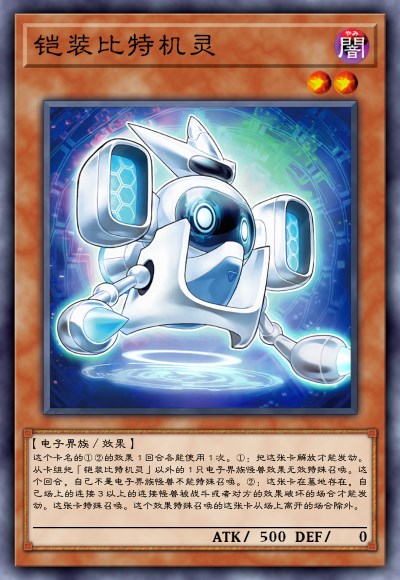 铠装比特机灵
やみ
闇
【电子界族/效果】
这个卡名的①②的效果1回合各能使用1次。①:把这张卡解放才能发动。
从卡组把「铠装比特机灵」以外的1只电子界族怪兽效果无效特殊召唤。这
个回合,自己不是电子界族怪兽不能特殊召唤。②:这张卡在墓地存在,自
己场上的连接3以上的连接怪兽被战斗或者对方的效果破坏的场合才能发
动。这张卡特殊召唤。这个效果特殊召唤的这张卡从场上离开的场合除外。
ATK/ 500 DEF/ 0